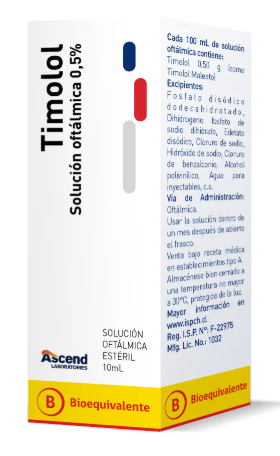 Timolol
Solución oftálmica 0,5%
SOLUCIÓN
OFTÁLMICA
ESTÉRIL
10mL
Ascend
LABORATORIES
B Bioequivalente
Cada 100 mL de solución
oftálmica contiene:
Timolol 0,50 g (como
Timolol Maleato)
Excipientes:
Fosfato disódico
dodecahidratado,
Dihidrógeno fosfato de
sodio dihidrato, Edetato
disódico, Cloruro de sodio,
Hidróxido de sodio, Cloruro
de benzalconio, Alcohol
polivinílico, Agua para
inyectables, c.s.
Vía de Administración:
Oftálmica.
Usar la solución dentro de
un mes después de abierto
el frasco.
Venta bajo receta médica
en establecimientos tipo A.
Almacénese bien cerrado a
una temperatura no mayor
a 30°C, protegido de la luz.
Mayor información en
www.ispch.cl
Reg. I.S.P. N°: F-22975
Mfg. Lic. No.: 1032
B Bioequivalente